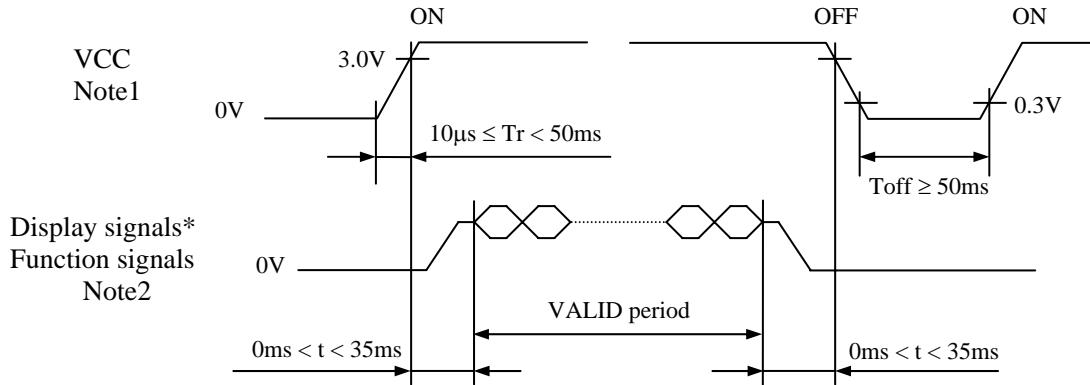 ON OFF ON
VCC
Note1
3.0V
0V
0.3V
10μs ≤ Tr < 50ms
Toff ≥ 50ms
Display signals*
Function signals
Note2
0V
VALID period
0ms < t < 35ms
0ms < t < 35ms